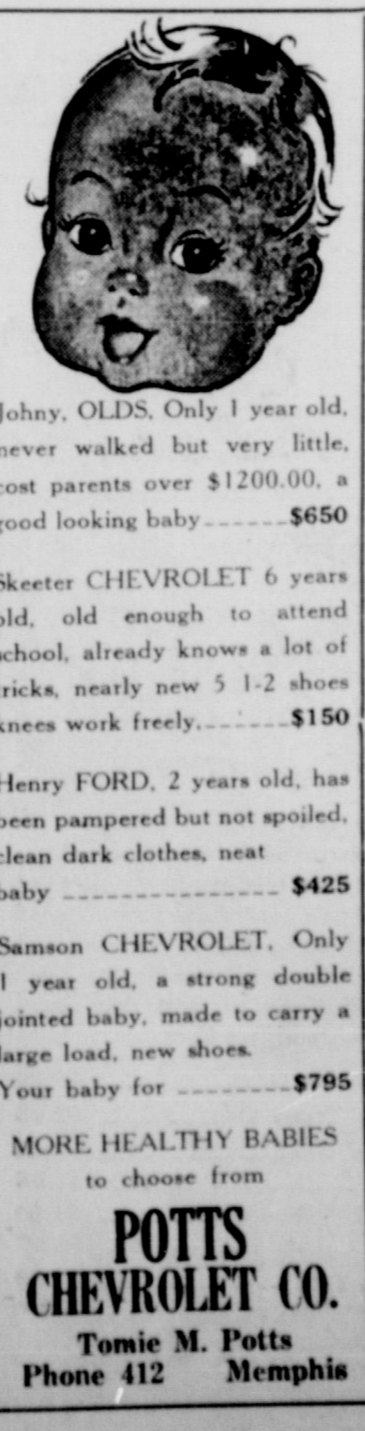 Johny, OLDS, Only 1 year old,
never walked but very little,
cost parents over $1200.00, a
good looking baby ------$650
Skeeter CHEVROLET 6 years
old, old enough to attend
school, already knows a lot of
tricks, nearly new 5 1-2 shoes
knees work freely, ------$150
Henry FORD, 2 years old, has
been pampered but not spoiled,
clean dark clothes, neat
baby ---------------- $425
Samson CHEVROLET, Only
1 year old, a strong double
jointed baby, made to carry a
large load, new shoes.
Your baby for --------$795
MORE HEALTHY BABIES
to choose from
POTTS
CHEVROLET CO.
Tomie M. Potts
Phone 412 Memphis